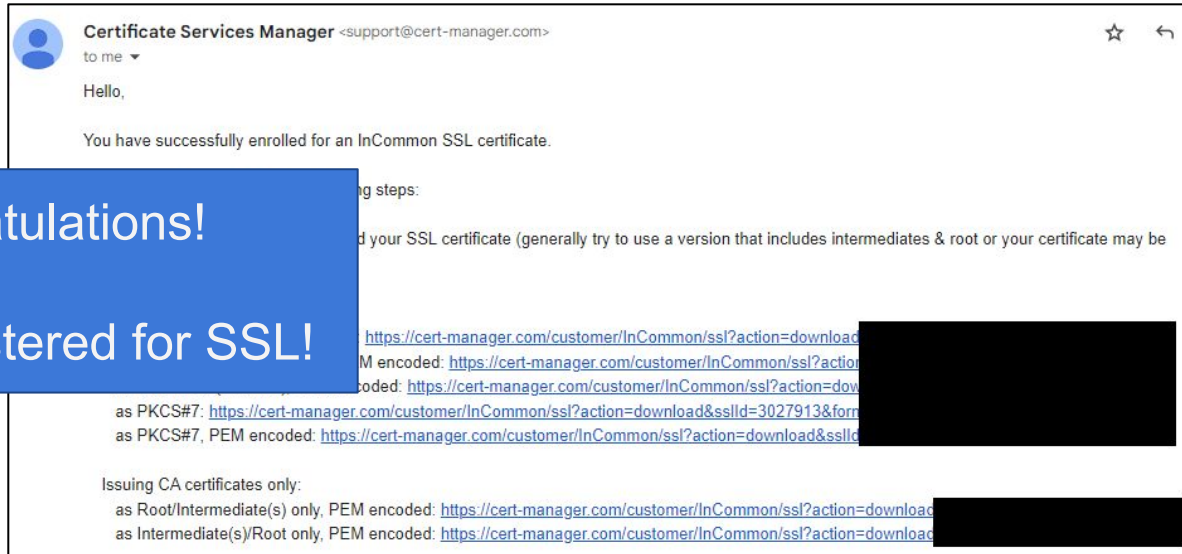 Certificate Services Manager <support@cert-manager.com>
to me
Hello,
You have successfully enrolled for an InCommon SSL certificate.
steps:
atulations!
your SSL certificate (generally try to use a version that includes intermediates & root or your certificate may be
stered for SSL!
: https://cert-manager.com/customer/InCommon/ssl?action=download
encoded: https://cert-manager.com/customer/InCommon/ssl?action
https://cert-manager.com/customer/InCommon/ssl?action=dow
as PKCS#7: https://cert-manager.com/customer/InCommon/ssl?action=download&sslId=3027913&form
as PKCS#7, PEM encoded: https://cert-manager.com/customer/InCommon/ssl?action=download&sslId
Issuing CA certificates only:
as Root/Intermediate(s) only, PEM encoded: https://cert-manager.com/customer/InCommon/ssl?action=download
as Intermediate(s)/Root only, PEM encoded: https://cert-manager.com/customer/InCommon/ssl?action=download